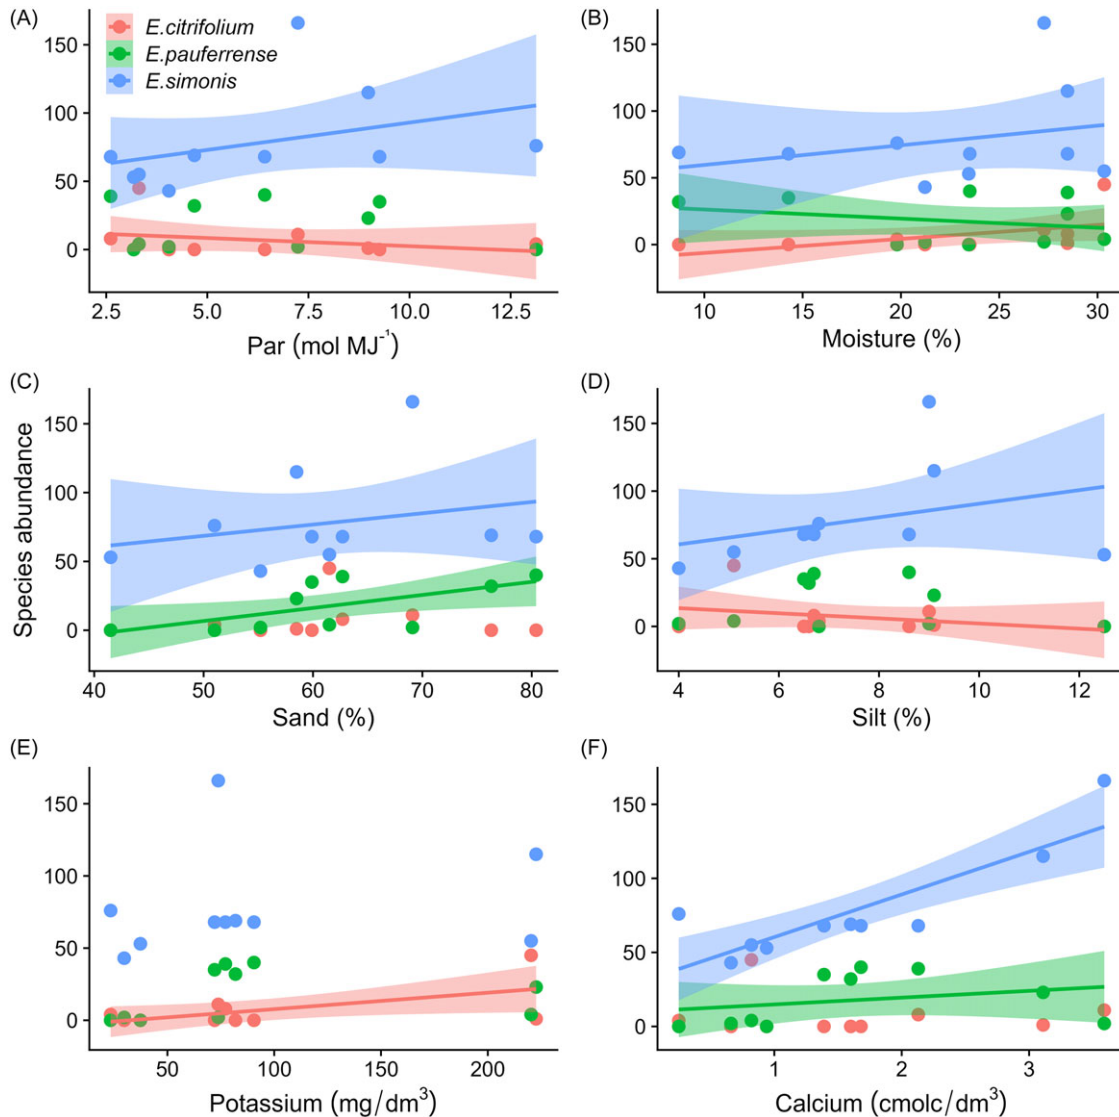 (A)
E.citrifolium
E.pauferrense
E.simonis
150
100
50
0
2.5 5.0 7.5 10.0 12.5
Par (mol MJ⁻¹)
(B)
150
100
50
0
10 15 20 25 30
Moisture (%)
Species abundance
(C)
150
100
50
0
40 50 60 70 80
Sand (%)
(D)
150
100
50
0
4 6 8 10 12
Silt (%)
(E)
150
100
50
0
50 100 150 200
Potassium (mg/dm³)
(F)
150
100
50
0
1 2 3
Calcium (cmolc/dm³)